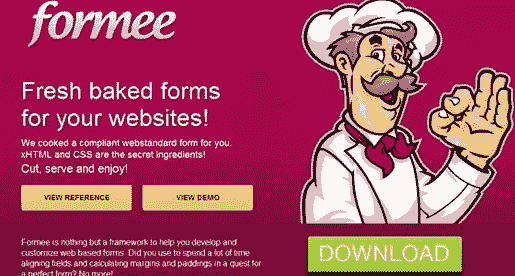 formee
Fresh baked forms
for your websites!
We cooked a compliant webstandard form for you.
xHTML and CSS are the secret ingredients!
Cut, serve and enjoy!
VIEW REFERENCE
VIEW DEMO
DOWNLOAD
Formee is nothing but a framework to help you develop and
customize web based forms. Did you use to spend a lot of time
aligning fields and calculating margins and paddings in a quest for
a perfect form? No more!